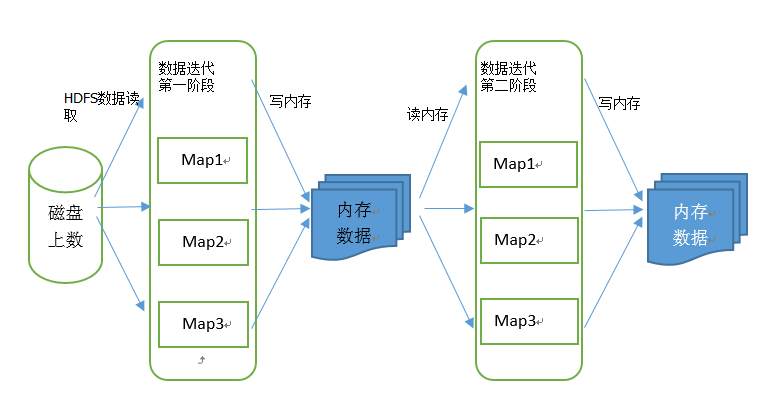 HDFS数据读
取
磁盘
上数
数据迭代
第一阶段
Map1
Map2
Map3
写内存
内存
数据
读内存
数据迭代
第二阶段
Map1
Map2
Map3
写内存
内存
数据